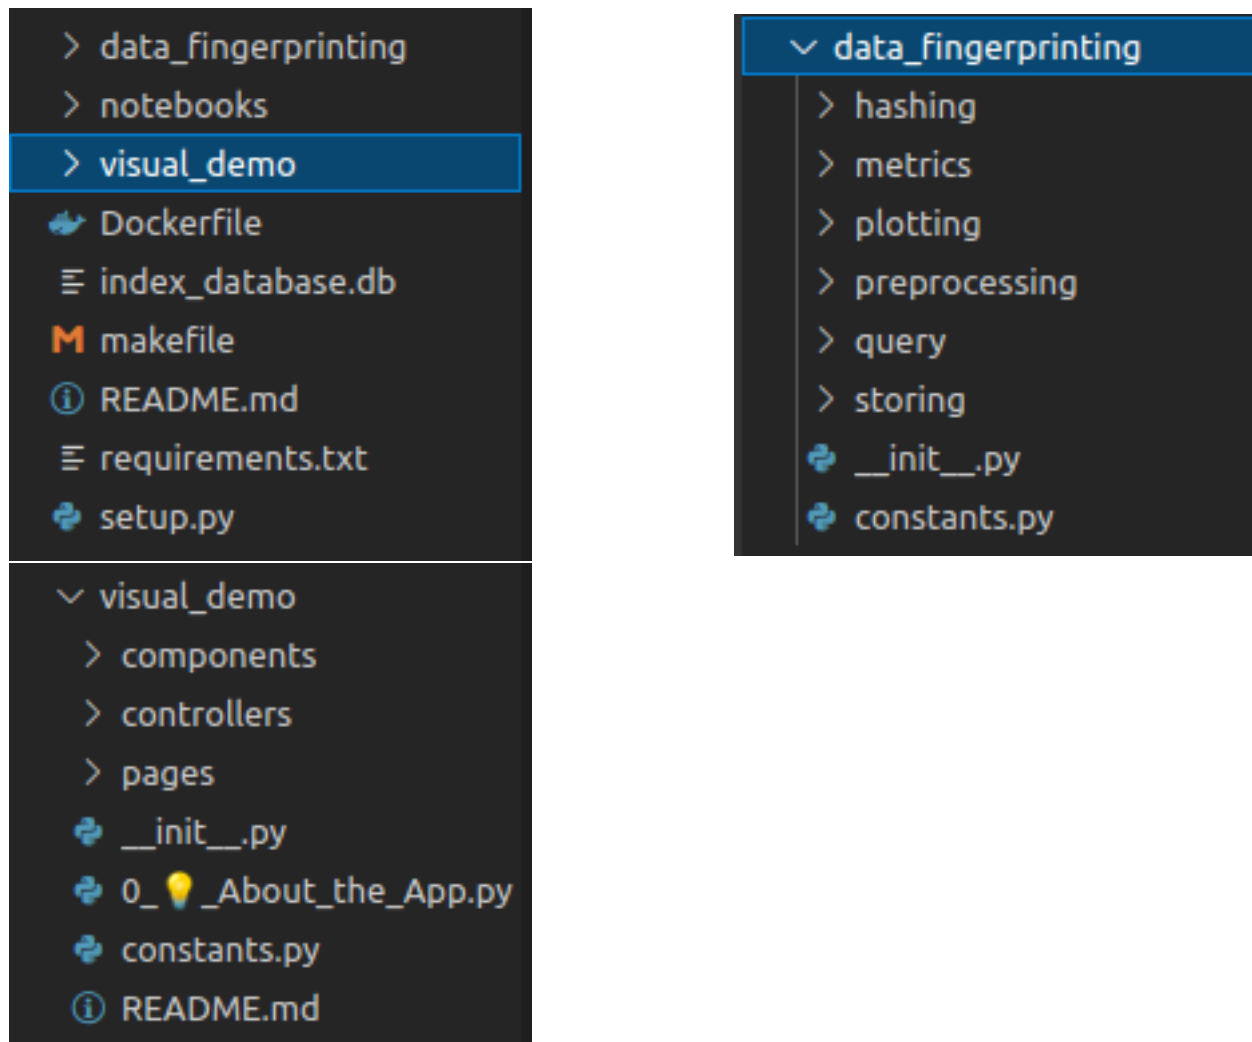 data_fingerprinting
notebooks
visual_demo
Dockerfile
index_database.db
makefile
README.md
requirements.txt
setup.py
data_fingerprinting
hashing
metrics
plotting
preprocessing
query
storing
__init__.py
constants.py
visual_demo
components
controllers
pages
__init__.py
0_💡_About_the_App.py
constants.py
README.md